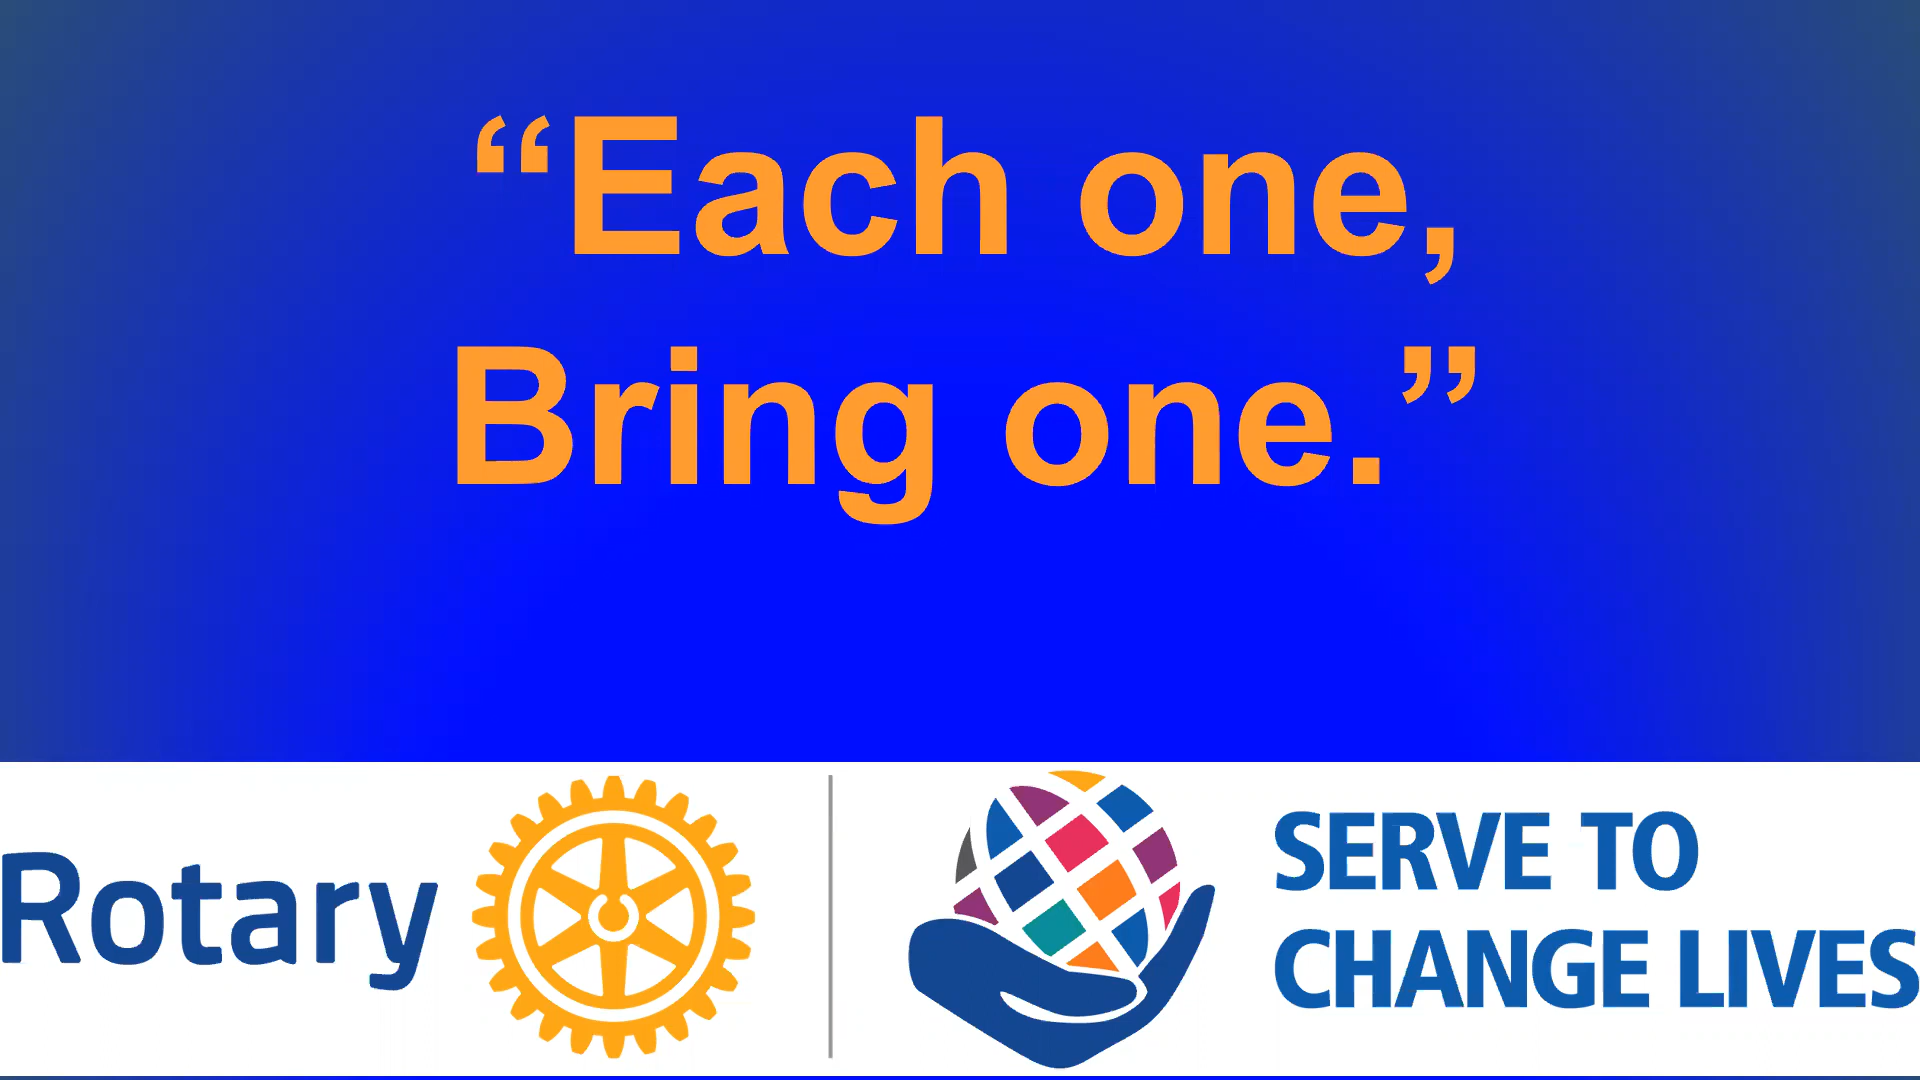 “Each one,
Bring one.”
Rotary
SERVE TO
CHANGE LIVES